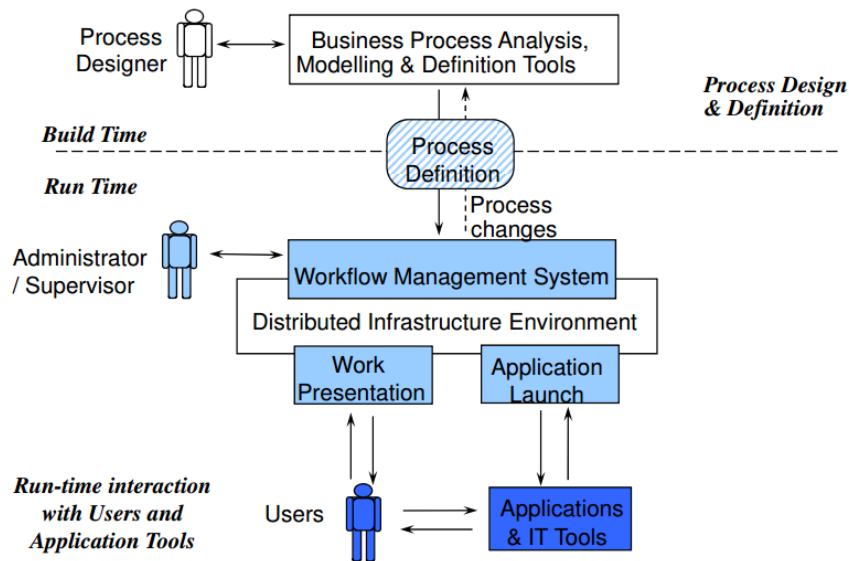 Process
Designer
Business Process Analysis,
Modelling & Definition Tools
Process Design
& Definition
Build Time
Process
Definition
Run Time
Process
changes
Administrator
/ Supervisor
Workflow Management System
Distributed Infrastructure Environment
Work
Presentation
Application
Launch
Run-time interaction
with Users and
Application Tools
Users
Applications
& IT Tools